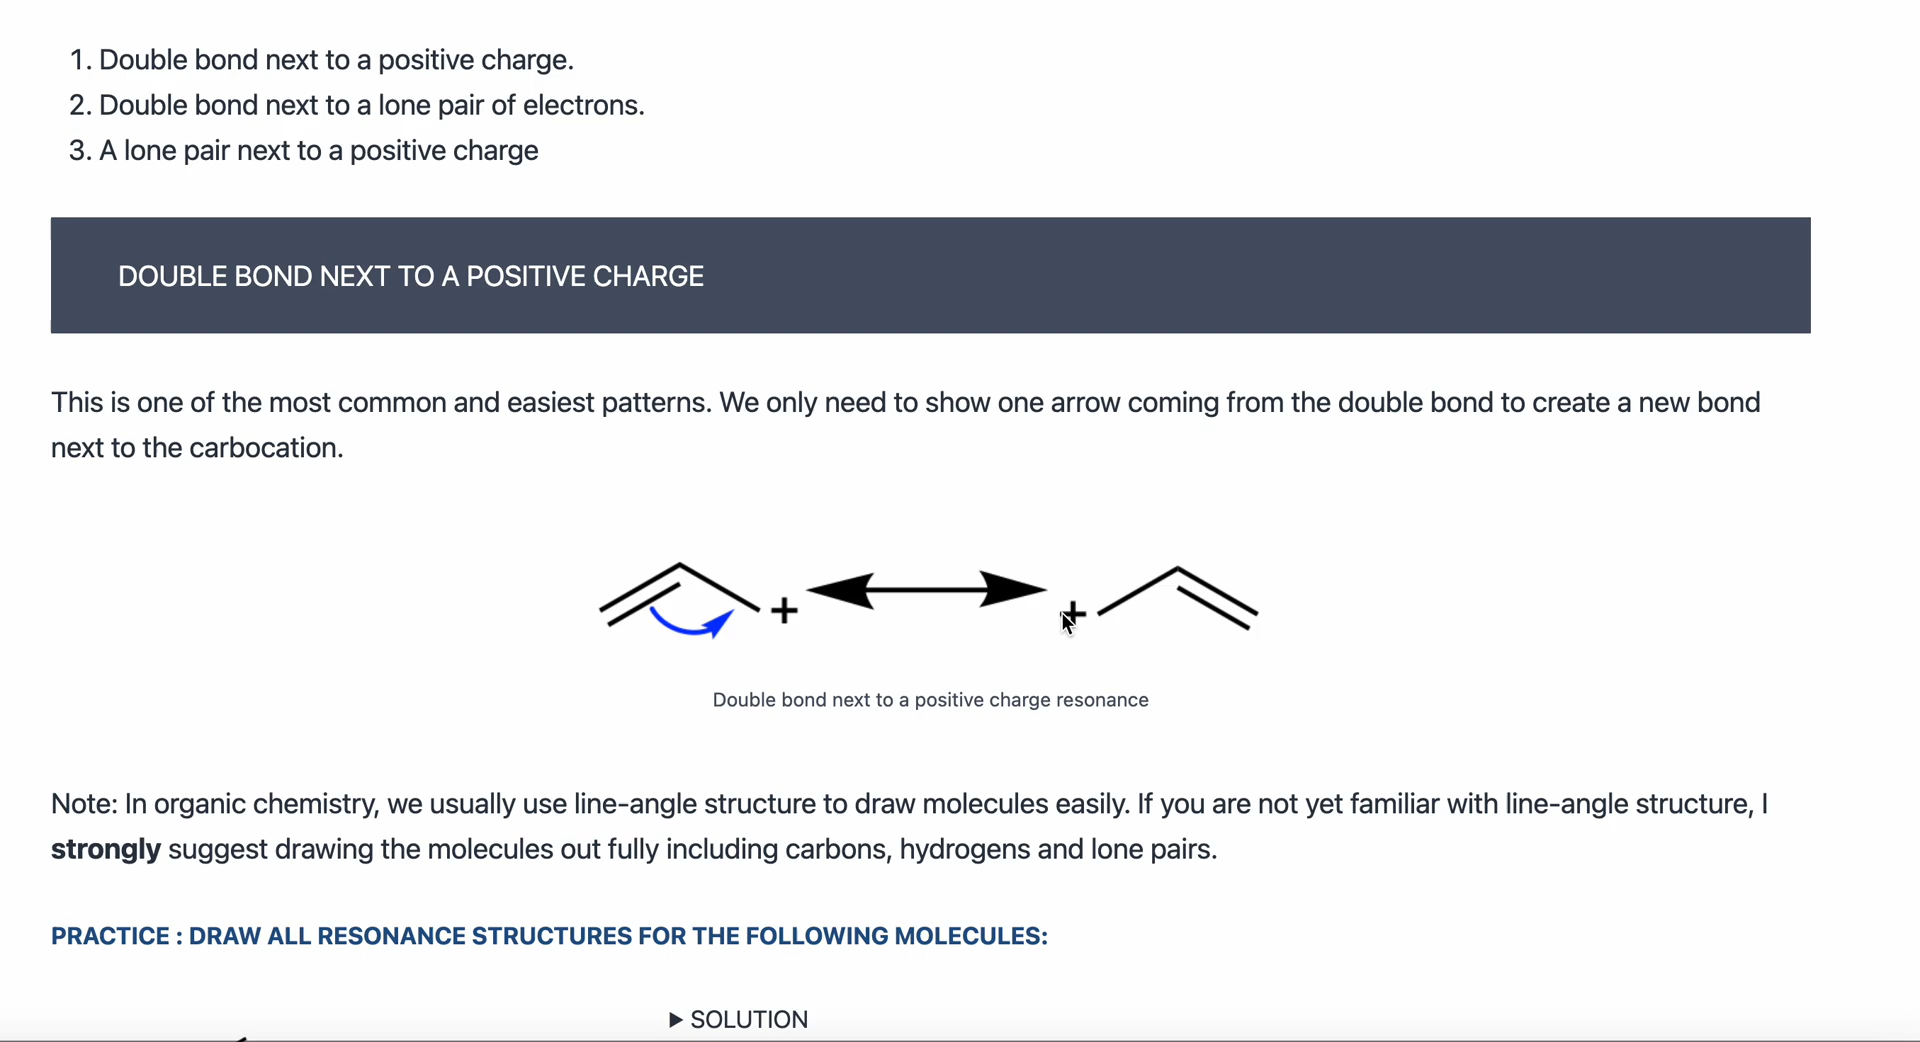 1. Double bond next to a positive charge.
2. Double bond next to a lone pair of electrons.
3. A lone pair next to a positive charge
DOUBLE BOND NEXT TO A POSITIVE CHARGE
This is one of the most common and easiest patterns. We only need to show one arrow coming from the double bond to create a new bond
next to the carbocation.
+ +
Double bond next to a positive charge resonance
Note: In organic chemistry, we usually use line-angle structure to draw molecules easily. If you are not yet familiar with line-angle structure, I
strongly suggest drawing the molecules out fully including carbons, hydrogens and lone pairs.
PRACTICE : DRAW ALL RESONANCE STRUCTURES FOR THE FOLLOWING MOLECULES:
▶ SOLUTION